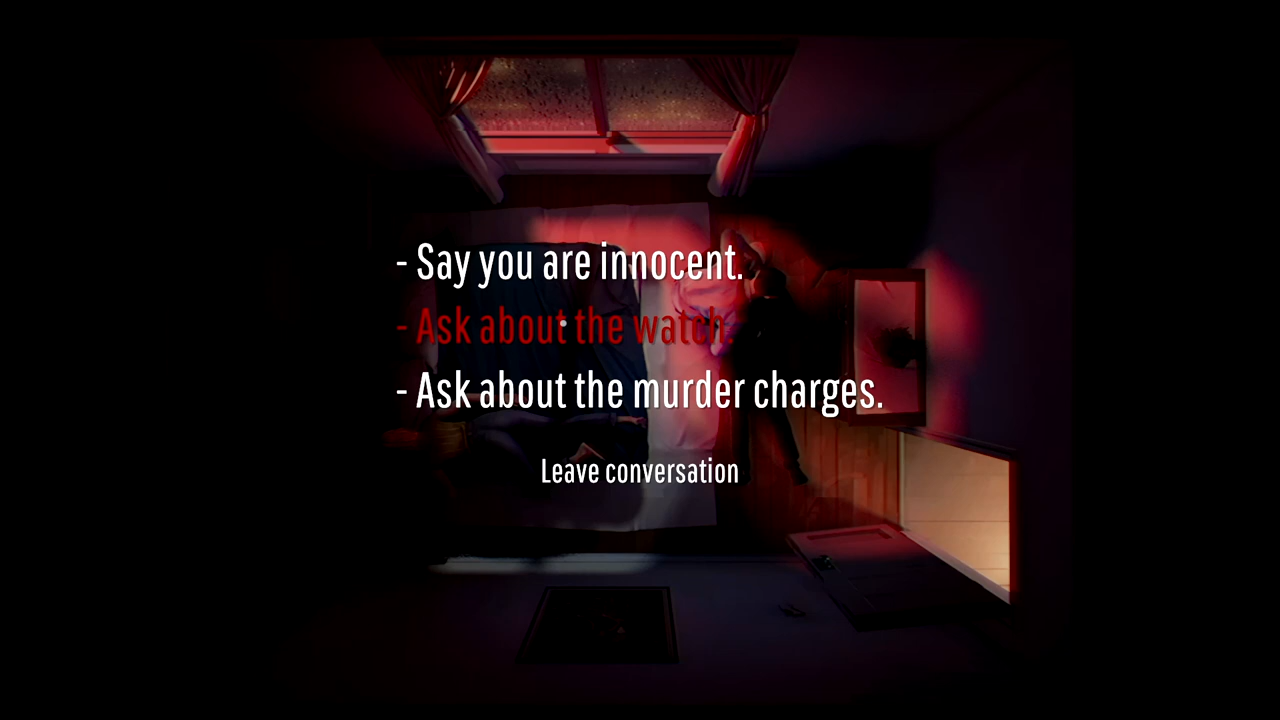 - Say you are innocent.
- Ask about the watch.
- Ask about the murder charges.
Leave conversation